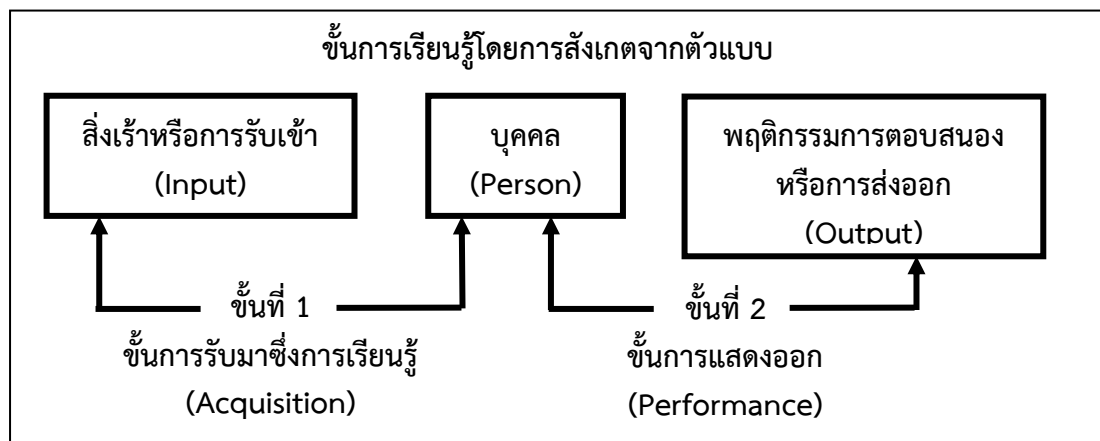 ขั้นการเรียนรู้โดยการสังเกตจากตัวแบบ
สิ่งเร้าหรือการรับเข้า
(Input)
บุคคล
(Person)
พฤติกรรมการตอบสนอง
หรือการส่งออก
(Output)
ขั้นที่ 1
ขั้นการรับมาซึ่งการเรียนรู้
(Acquisition)
ขั้นที่ 2
ขั้นการแสดงออก
(Performance)